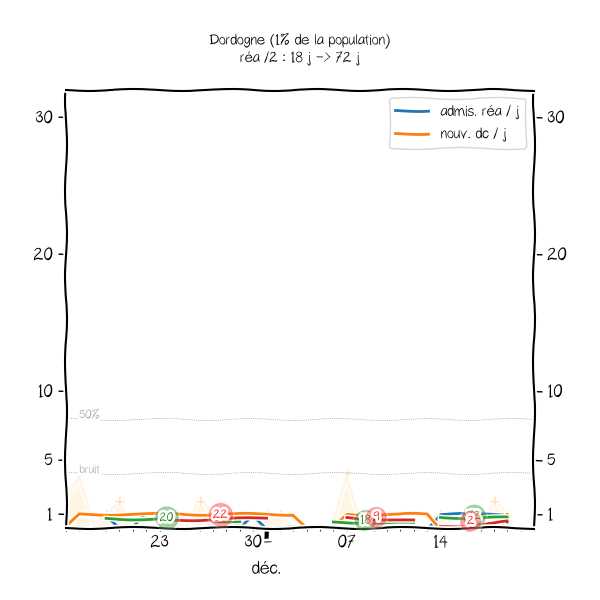 Dordogne (1% de la population)
réa /2 : 18 j -> 72 j
admis. réa / j
nouv. dc / j
30 30
20 20
10 10
50%
5 5
bruit
1 1
20 22 18 9
23 30 07 14
déc.